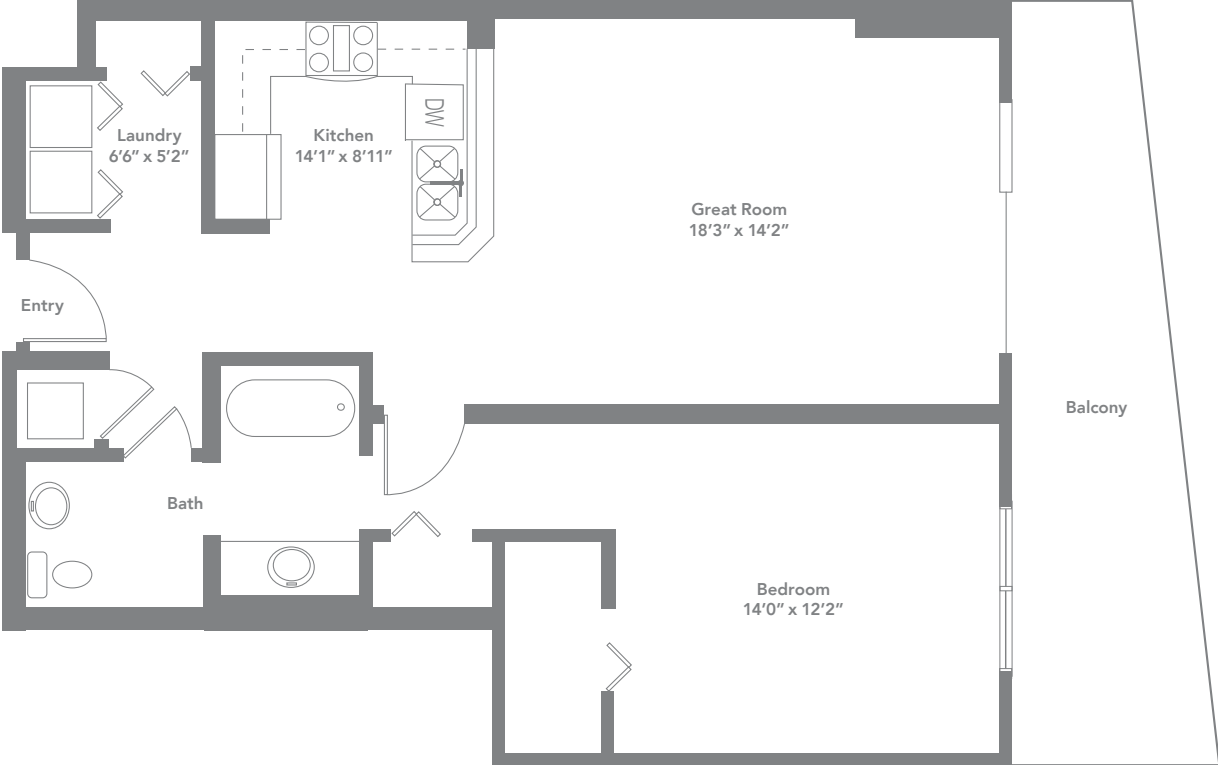 Laundry
6’6” x 5’2”
Kitchen
14’1” x 8’11”
DW
Great Room
18’3” x 14’2”
Entry
Balcony
Bath
Bedroom
14’0” x 12’2”